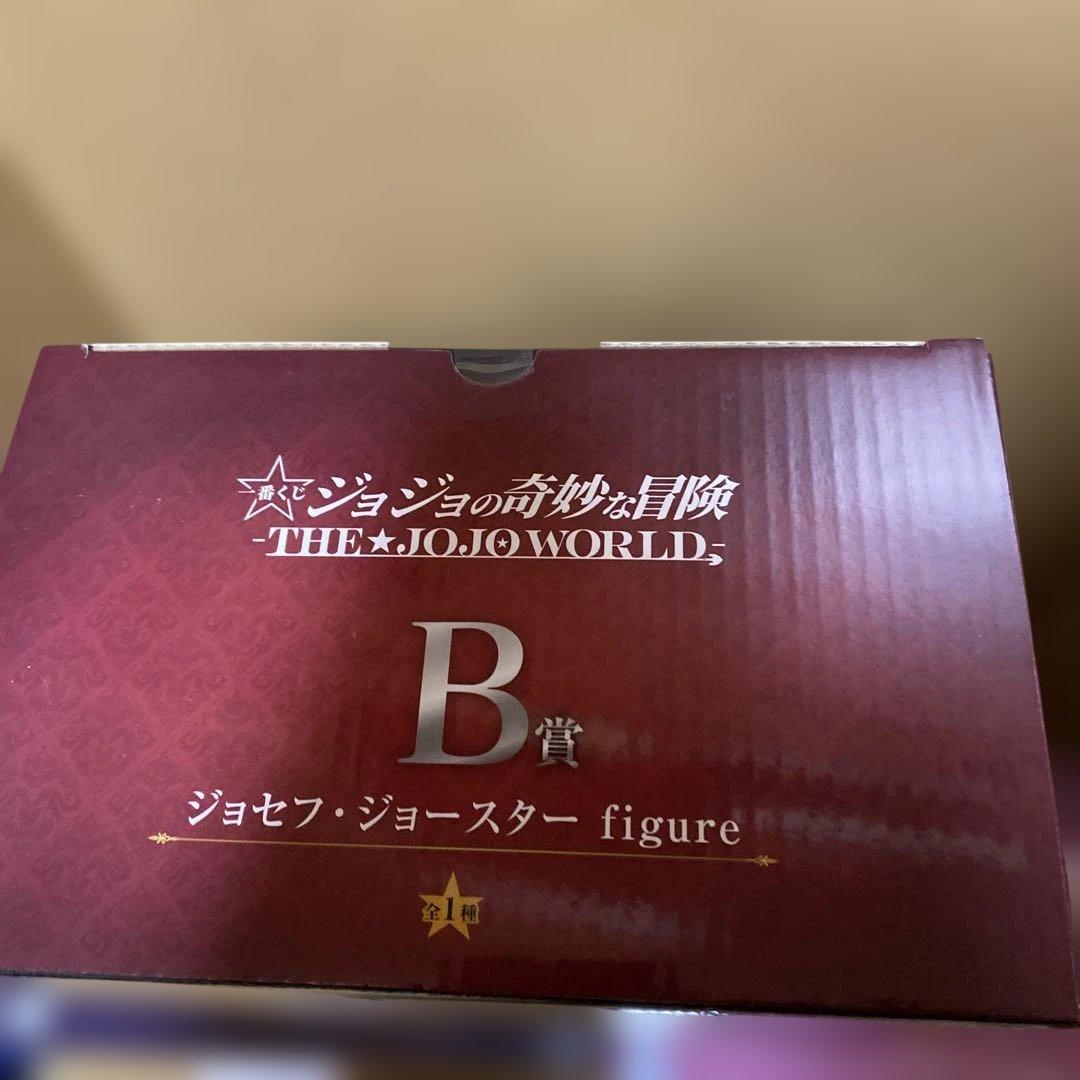 一番くじ ジョジョの奇妙な冒険
-THE★JOJO WORLD-
B賞
ジョセフ・ジョースター figure
全1種